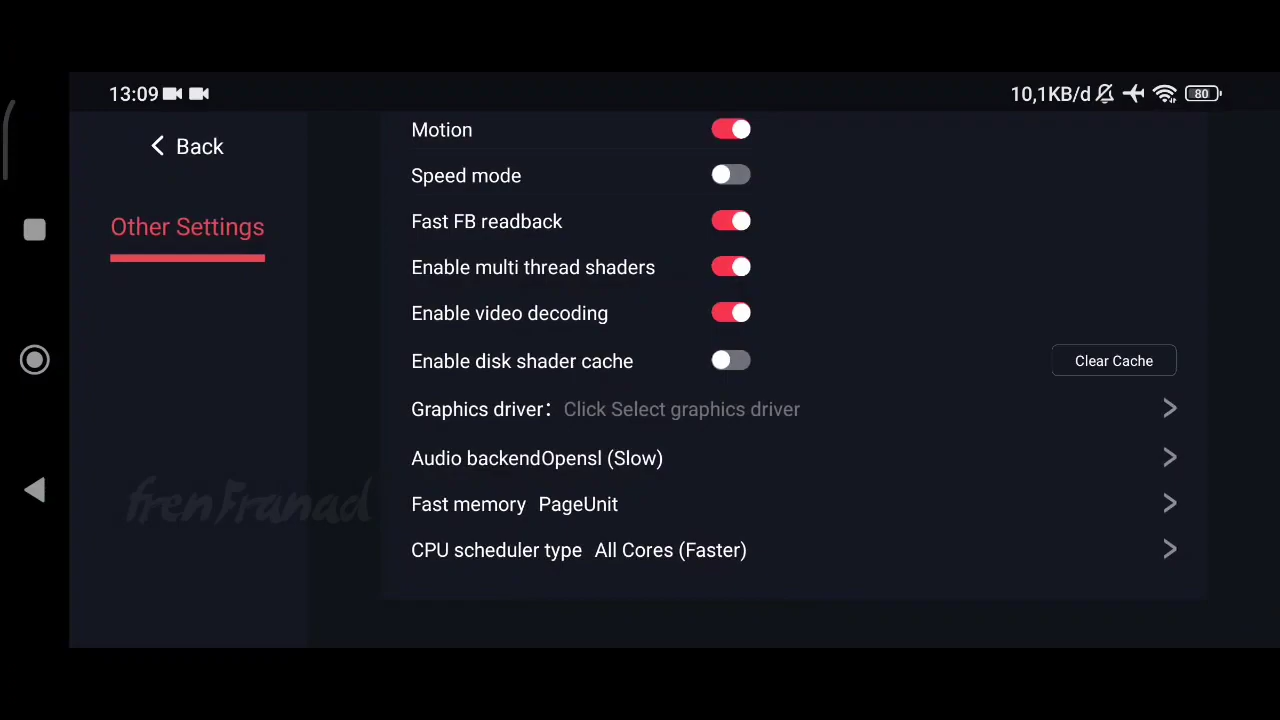 13:09
10,1KB/d
80
Back
Other Settings
Motion
Speed mode
Fast FB readback
Enable multi thread shaders
Enable video decoding
Enable disk shader cache
Clear Cache
Graphics driver： Click Select graphics driver
Audio backendOpensl (Slow)
Fast memory PageUnit
CPU scheduler type All Cores (Faster)
frenFranad